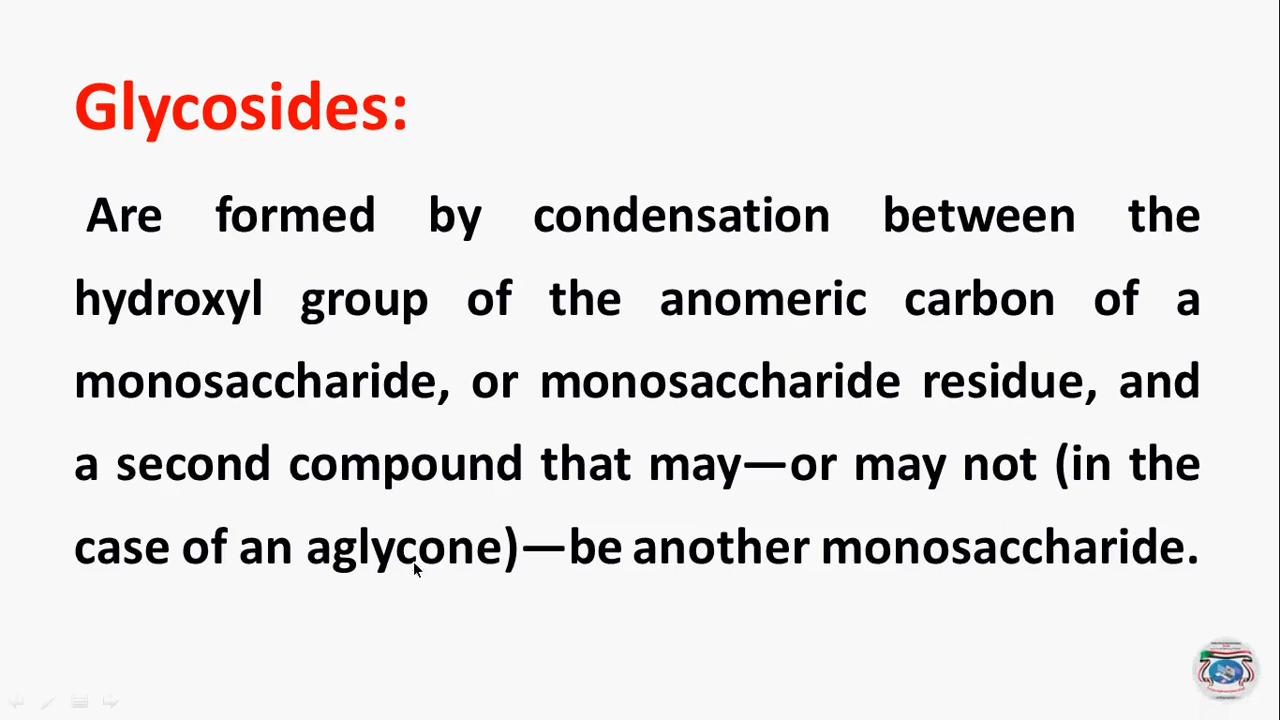 Glycosides:
Are formed by condensation between the
hydroxyl group of the anomeric carbon of a
monosaccharide, or monosaccharide residue, and
a second compound that may—or may not (in the
case of an aglycone)—be another monosaccharide.